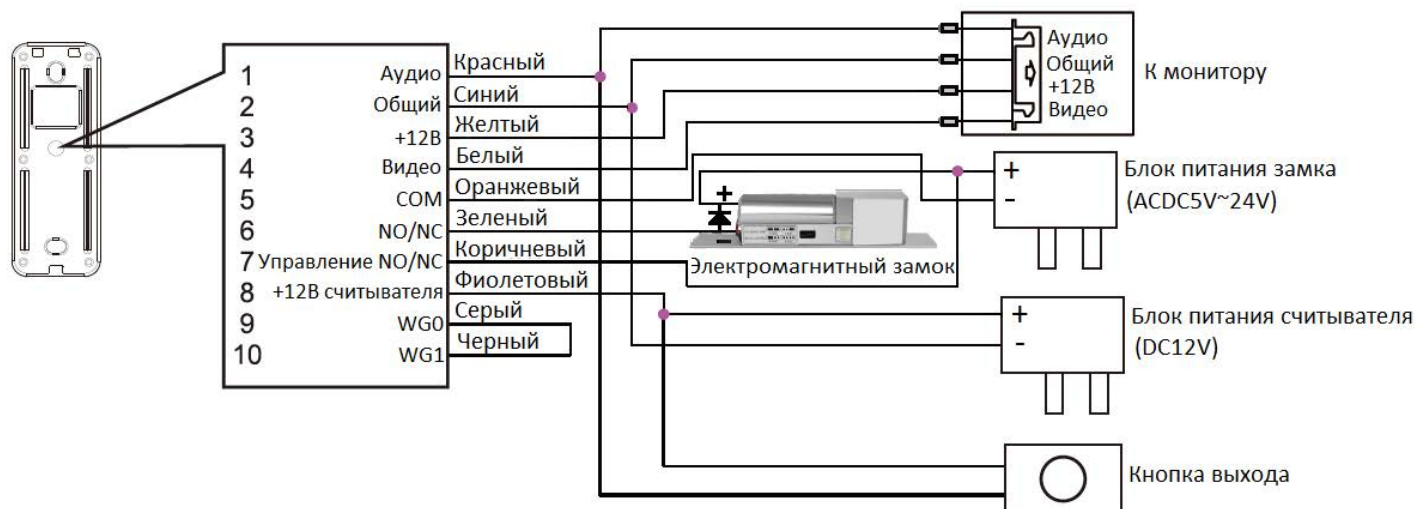 1 Аудио Красный
2 Общий Синий
3 +12В Желтый
4 Видео Белый
5 COM Оранжевый
6 NO/NC Зеленый
7 Управление NO/NC Коричневый
8 +12В считывателя Фиолетовый
9 WG0 Серый
10 WG1 Черный
Аудио
Общий
+12В
Видео
К монитору
+
Электромагнитный замок
+
-
Блок питания замка
(ACDC5V~24V)
+
-
Блок питания считывателя
(DC12V)
Кнопка выхода